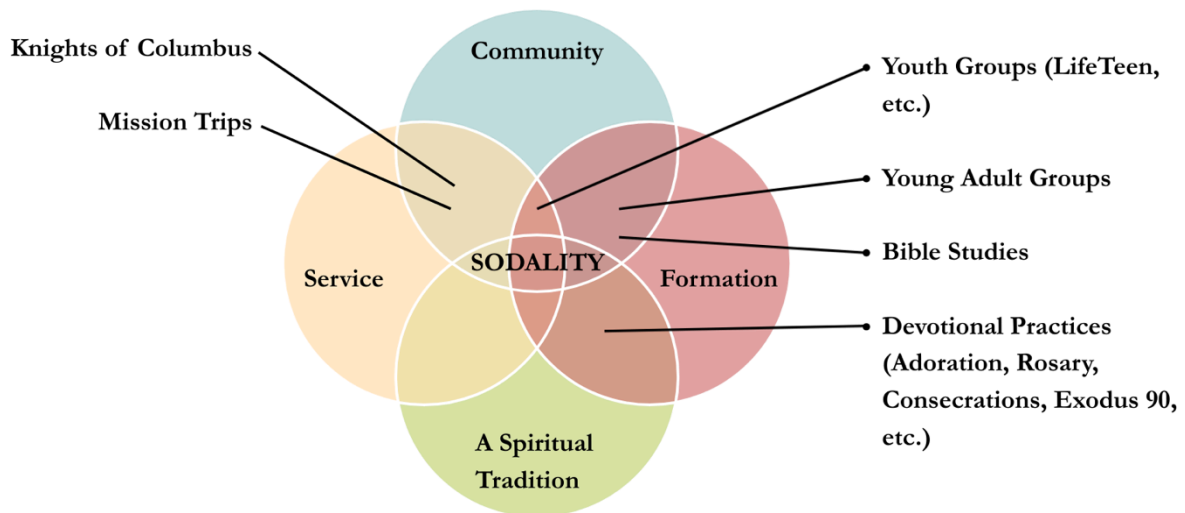 Knights of Columbus
Mission Trips
Community
Service
SODALITY
Formation
A Spiritual
Tradition
Youth Groups (LifeTeen,
etc.)
Young Adult Groups
Bible Studies
Devotional Practices
(Adoration, Rosary,
Consecrations, Exodus 90,
etc.)